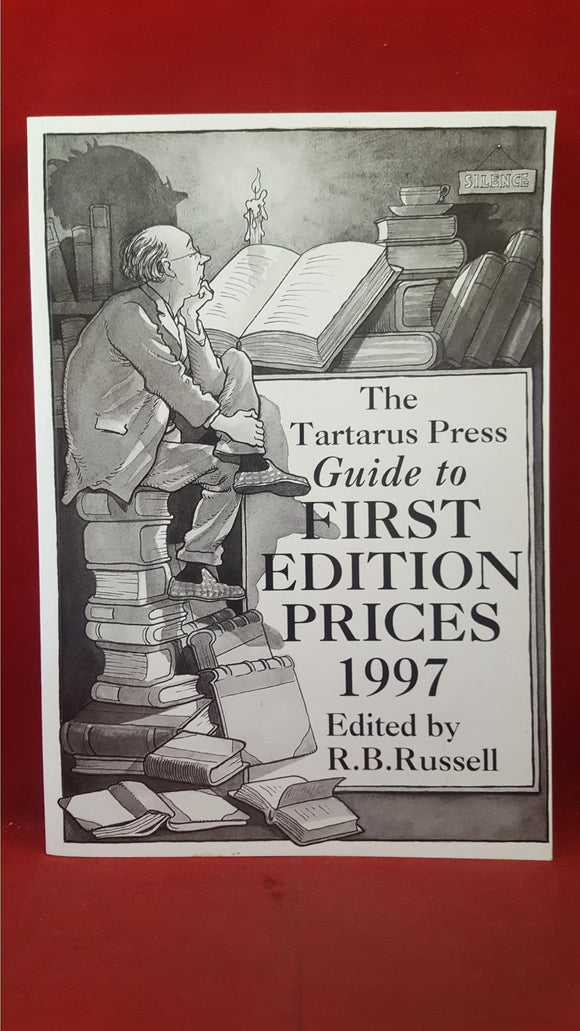 SILENCE
The
Tartarus Press
Guide to
FIRST
EDITION
PRICES
1997
Edited by
R.B.Russell